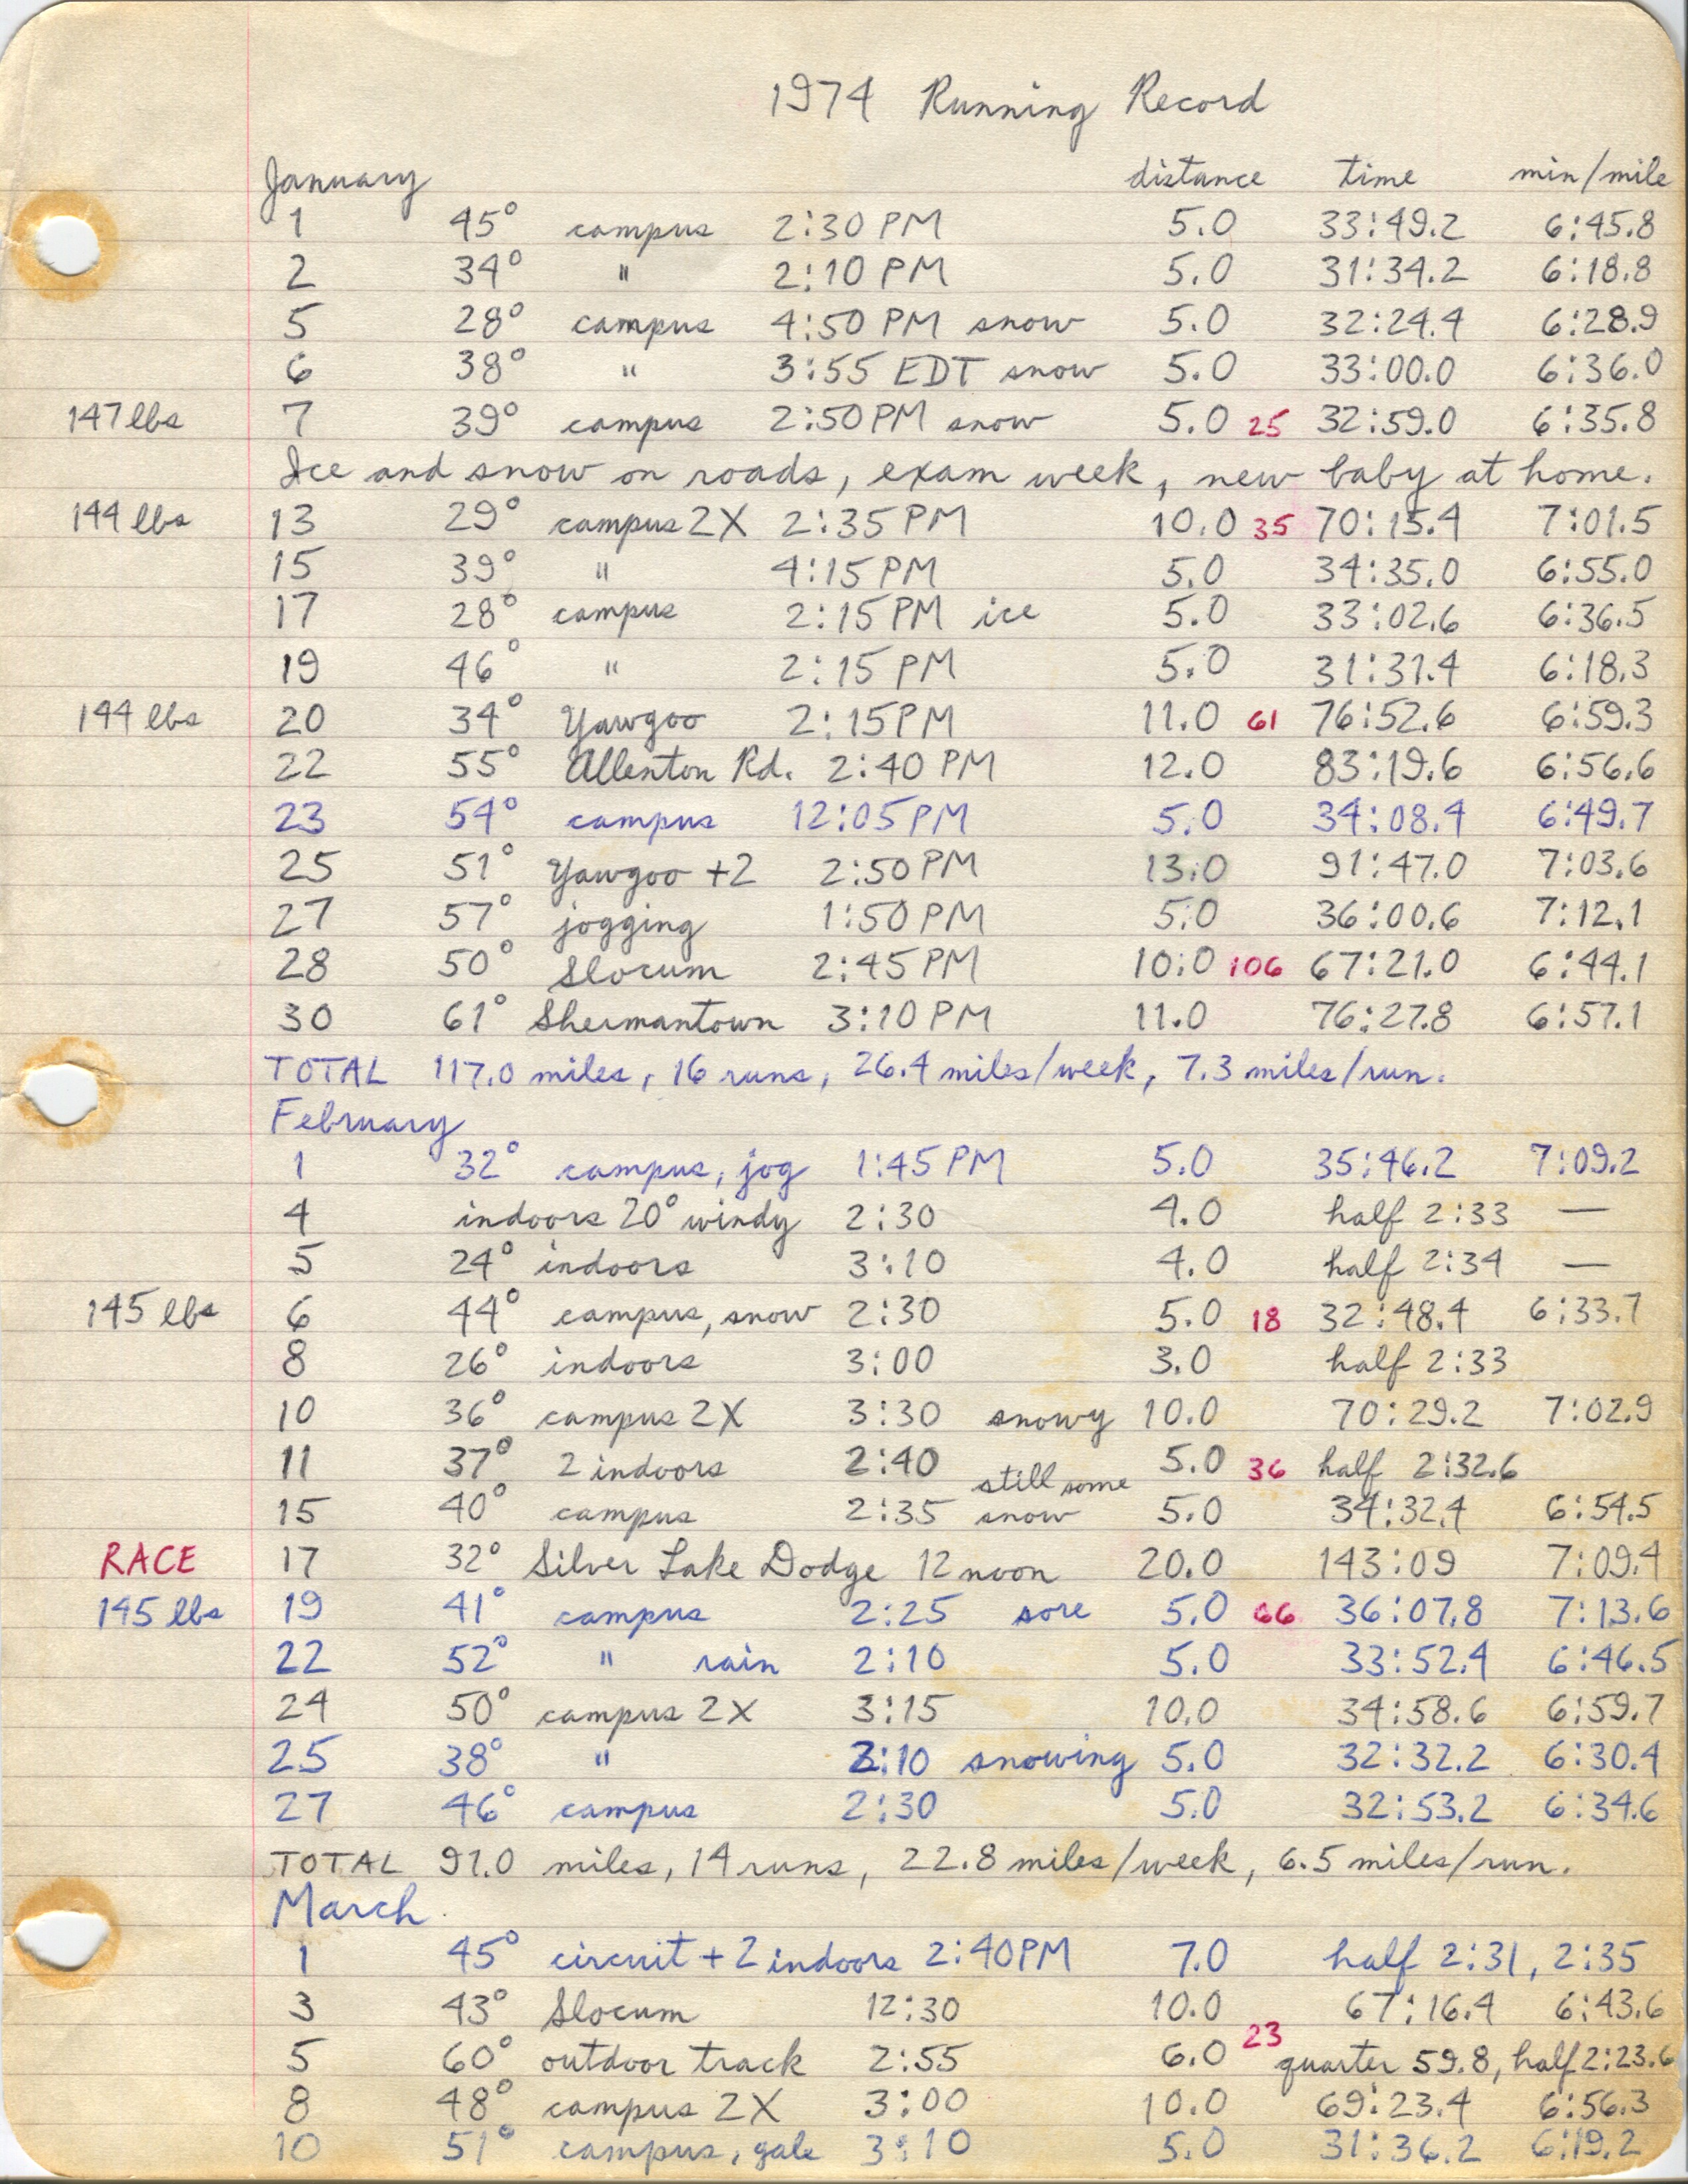 1974 Running Record
January distance time min/mile
1 45° campus 2:30 PM 5.0 33:49.2 6:45.8
2 34° " 2:10 PM 5.0 31:34.2 6:18.8
5 28° campus 4:50 PM snow 5.0 32:24.4 6:28.9
6 38° " 3:55 EDT snow 5.0 33:00.0 6:36.0
147 lbs 7 39° campus 2:50 PM snow 5.0 25 32:59.0 6:35.8
Ice and snow on roads, exam week, new baby at home.
144 lbs 13 29° campus 2X 2:35 PM 10.0 35 70:15.4 7:01.5
15 39° " 4:15 PM 5.0 34:35.0 6:55.0
17 28° campus 2:15 PM ice 5.0 33:02.6 6:36.5
19 46° " 2:15 PM 5.0 31:31.4 6:18.3
144 lbs 20 34° Yawgoo 2:15 PM 11.0 61 76:52.6 6:59.3
22 55° Allenton Rd. 2:40 PM 12.0 83:19.6 6:56.6
23 54° campus 12:05 PM 5.0 34:08.4 6:49.7
25 51° Yawgoo +2 2:50 PM 13.0 91:47.0 7:03.6
27 57° jogging 1:50 PM 5.0 36:00.6 7:12.1
28 50° Slocum 2:45 PM 10.0 106 67:21.0 6:44.1
30 61° Shermantown 3:10 PM 11.0 76:27.8 6:57.1
TOTAL 117.0 miles, 16 runs, 26.4 miles/week, 7.3 miles/run.
February
1 32° campus, jog 1:45 PM 5.0 35:46.2 7:09.2
4 indoors 20° windy 2:30 4.0 half 2:33 —
5 24° indoors 3:10 4.0 half 2:34 —
145 lbs 6 44° campus, snow 2:30 5.0 18 32:48.4 6:33.7
8 26° indoors 3:00 3.0 half 2:33
10 36° campus 2X 3:30 snowy 10.0 70:29.2 7:02.9
11 37° 2 indoors 2:40 5.0 36 half 2:32.6
15 40° campus 2:35 still some snow 5.0 34:32.4 6:54.5
RACE 17 32° Silver Lake Dodge 12 noon 20.0 143:09 7:09.4
145 lbs 19 41° campus 2:25 sore 5.0 66 36:07.8 7:13.6
22 52° " rain 2:10 5.0 33:52.4 6:46.5
24 50° campus 2X 3:15 10.0 34:58.6 6:59.7
25 38° " 2:10 snowing 5.0 32:32.2 6:30.4
27 46° campus 2:30 5.0 32:53.2 6:34.6
TOTAL 91.0 miles, 14 runs, 22.8 miles/week, 6.5 miles/run.
March
1 45° circuit + 2 indoors 2:40 PM 7.0 half 2:31, 2:35
3 43° Slocum 12:30 10.0 67:16.4 6:43.6
5 60° outdoor track 2:55 6.0 23 quarter 59.8, half 2:23.6
8 48° campus 2X 3:00 10.0 69:23.4 6:56.3
10 51° campus, gale 3:10 5.0 31:36.2 6:19.2